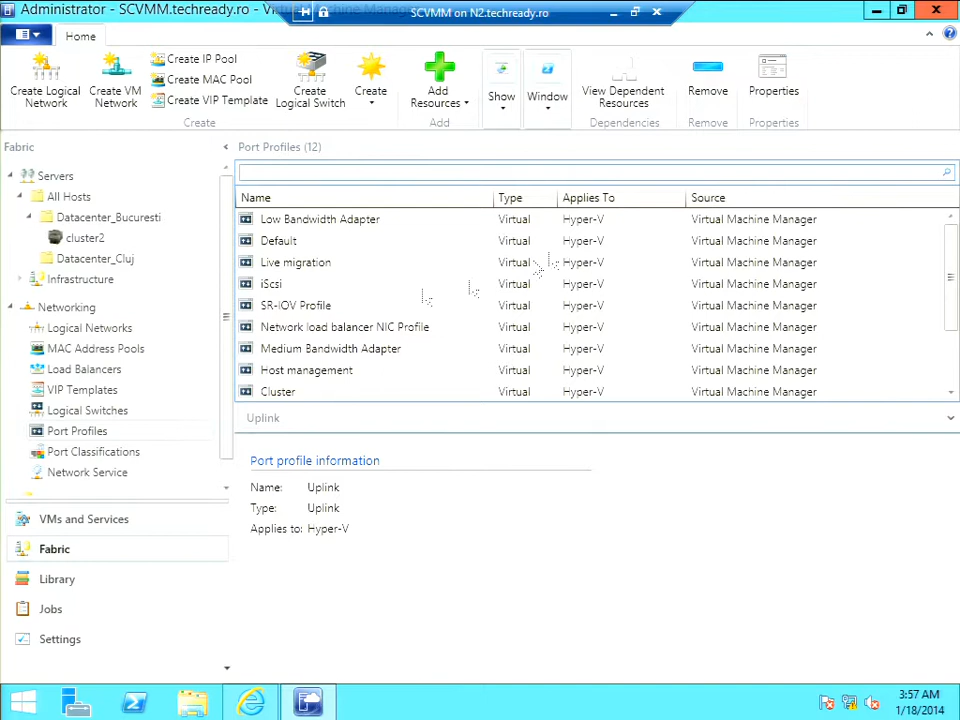 Administrator - SCVMM.techready.ro - Virtual Machine Manager
SCVMM on N2.techready.ro
Home
Create Logical Network
Create VM Network
Create IP Pool
Create MAC Pool
Create VIP Template
Create Logical Switch
Create
Create
Add Resources
Add
Show
Window
View Dependent Resources
Dependencies
Remove
Remove
Properties
Properties
Fabric
Servers
All Hosts
Datacenter_Bucuresti
cluster2
Datacenter_Cluj
Infrastructure
Networking
Logical Networks
MAC Address Pools
Load Balancers
VIP Templates
Logical Switches
Port Profiles
Port Classifications
Network Service
VMs and Services
Fabric
Library
Jobs
Settings
Port Profiles (12)
Name Type Applies To Source
Low Bandwidth Adapter Virtual Hyper-V Virtual Machine Manager
Default Virtual Hyper-V Virtual Machine Manager
Live migration Virtual Hyper-V Virtual Machine Manager
iScsi Virtual Hyper-V Virtual Machine Manager
SR-IOV Profile Virtual Hyper-V Virtual Machine Manager
Network load balancer NIC Profile Virtual Hyper-V Virtual Machine Manager
Medium Bandwidth Adapter Virtual Hyper-V Virtual Machine Manager
Host management Virtual Hyper-V Virtual Machine Manager
Cluster Virtual Hyper-V Virtual Machine Manager
Uplink
Port profile information
Name: Uplink
Type: Uplink
Applies to: Hyper-V
3:57 AM
1/18/2014